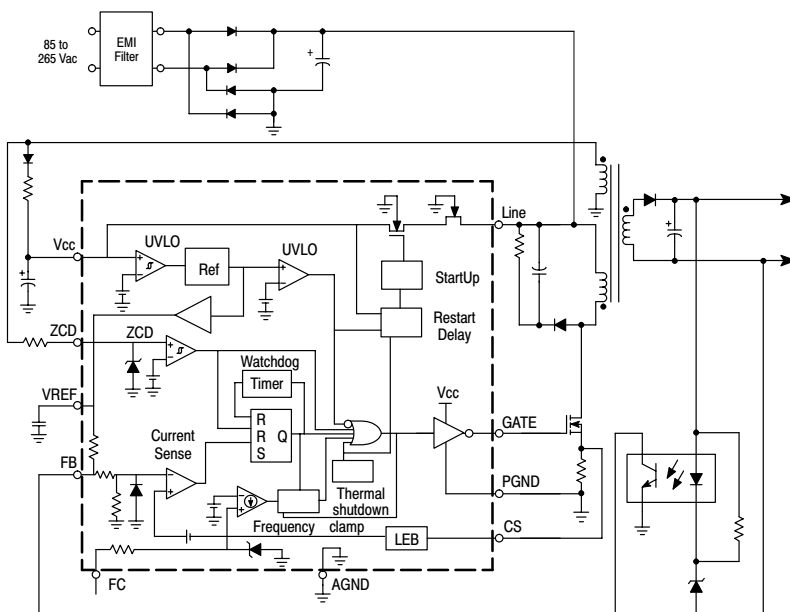 85 to
265 Vac
EMI
Filter
Line
Vcc
UVLO
Ref
UVLO
StartUp
Restart
Delay
ZCD
ZCD
Watchdog
Timer
Vcc
VREF
R
R
S
Q
GATE
Current
Sense
FB
Thermal
shutdown
clamp
PGND
Frequency
LEB
CS
FC
AGND
+
+
+
+
−
+
−
+
−
−
+
−
+